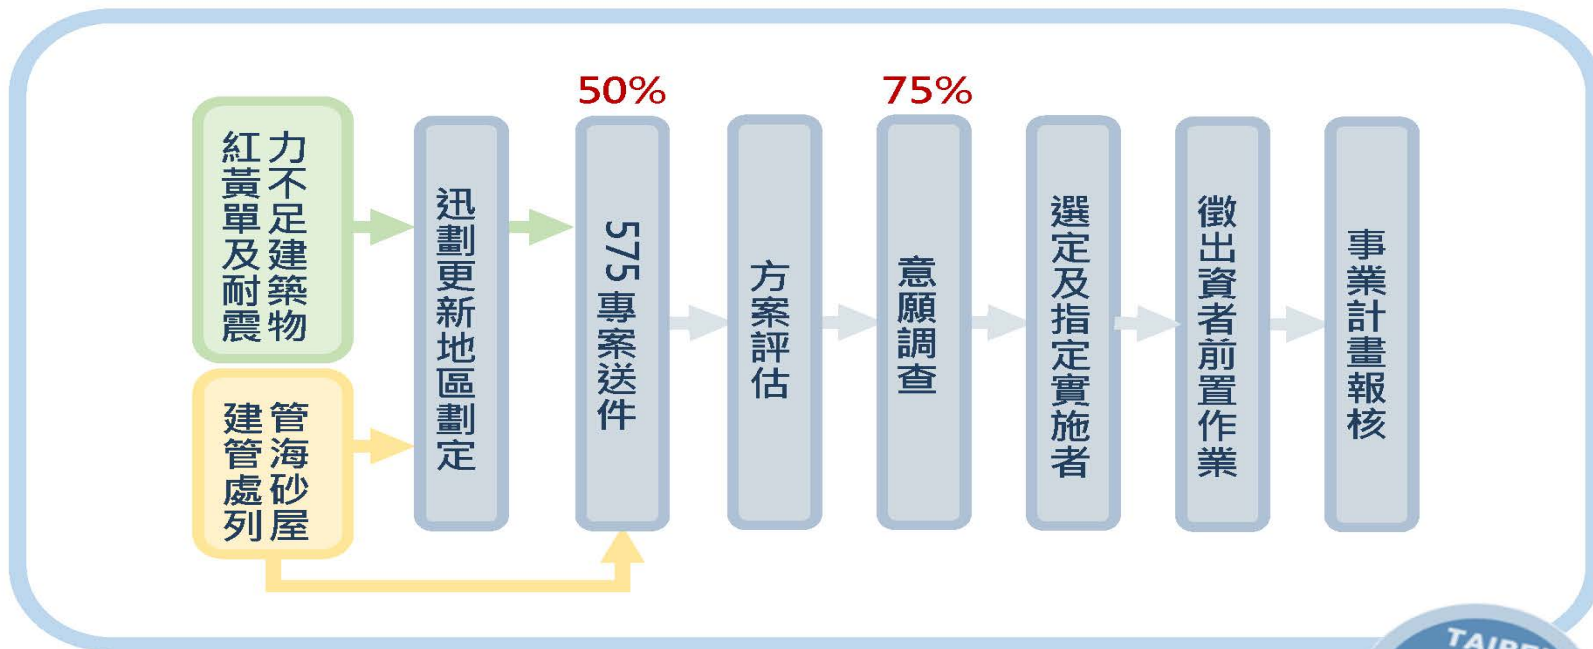 50%
75%
紅黃單及耐震
力不足建築物
建管處列
管海砂屋
迅劃更新地區劃定
575專案送件
方案評估
意願調查
選定及指定實施者
徵出資者前置作業
事業計畫報核